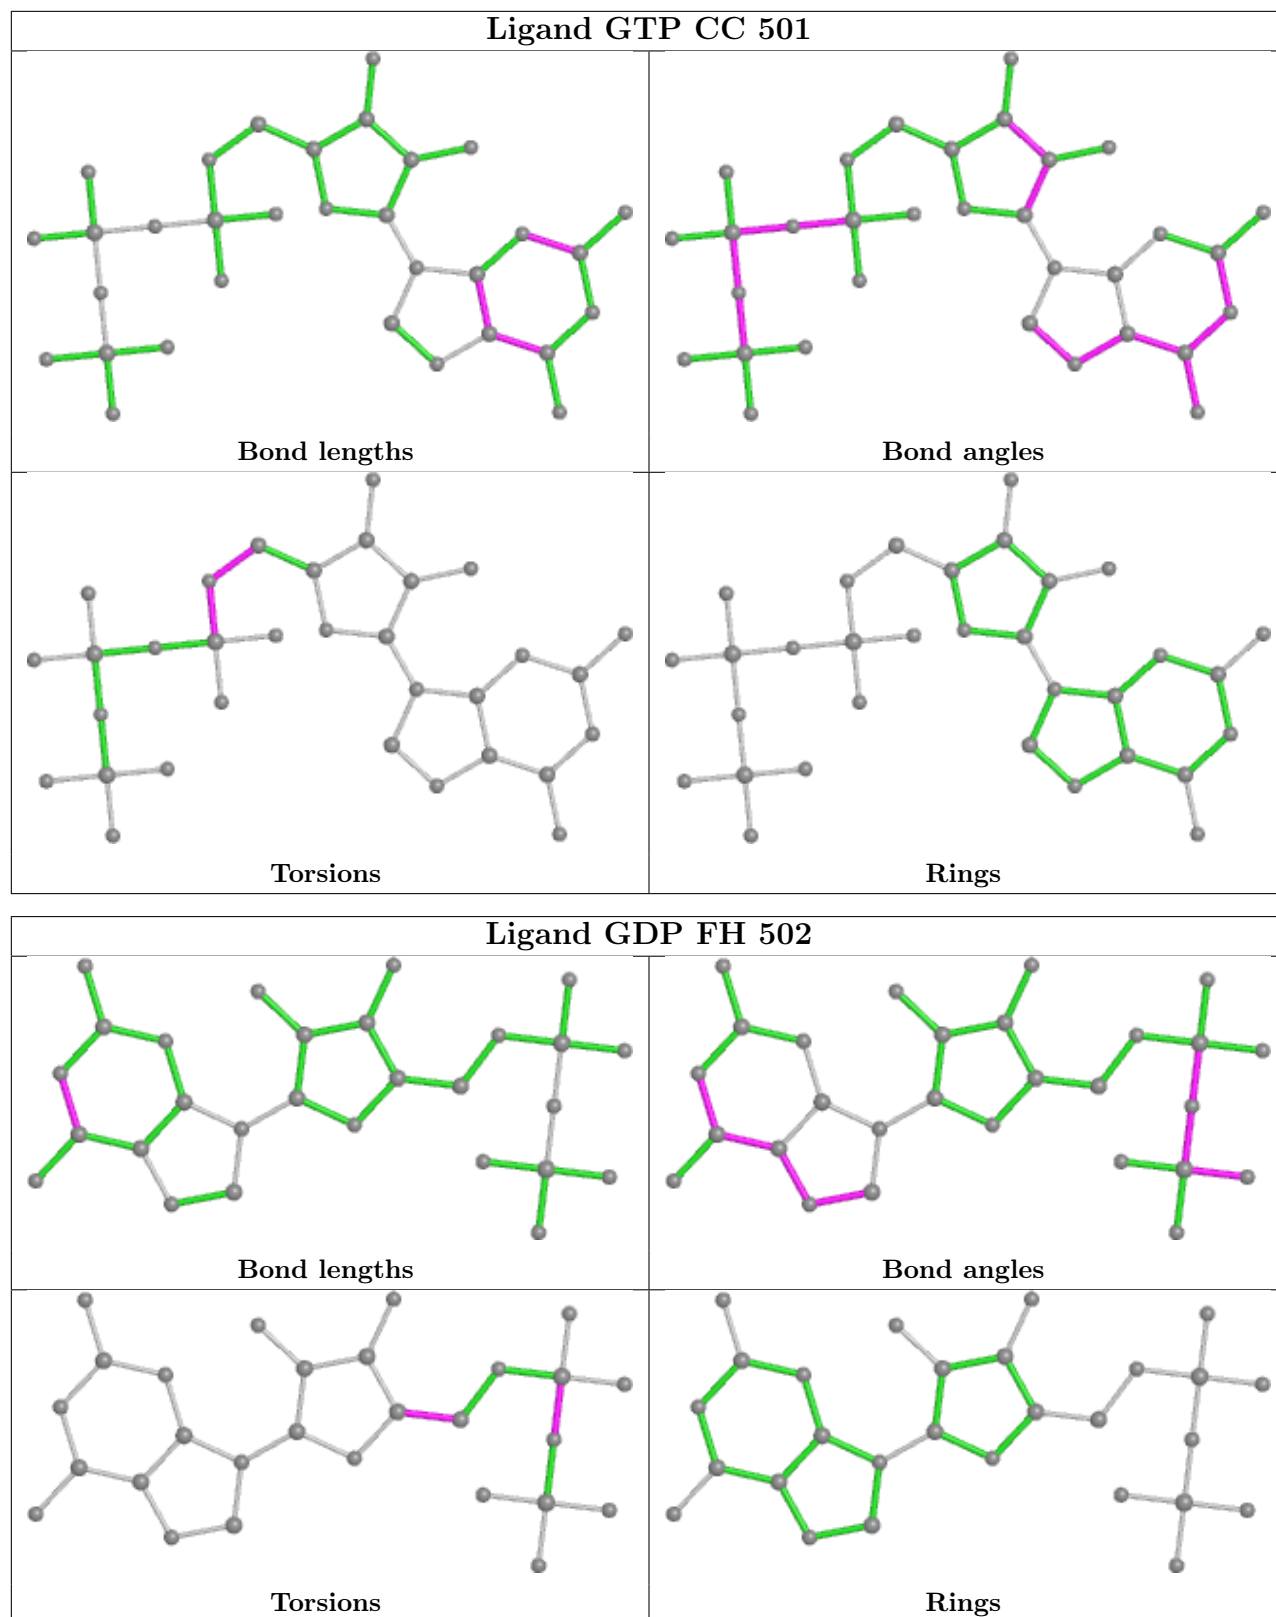 Ligand GTP CC 501
Bond lengths
Bond angles
Torsions
Rings
Ligand GDP FH 502
Bond lengths
Bond angles
Torsions
Rings